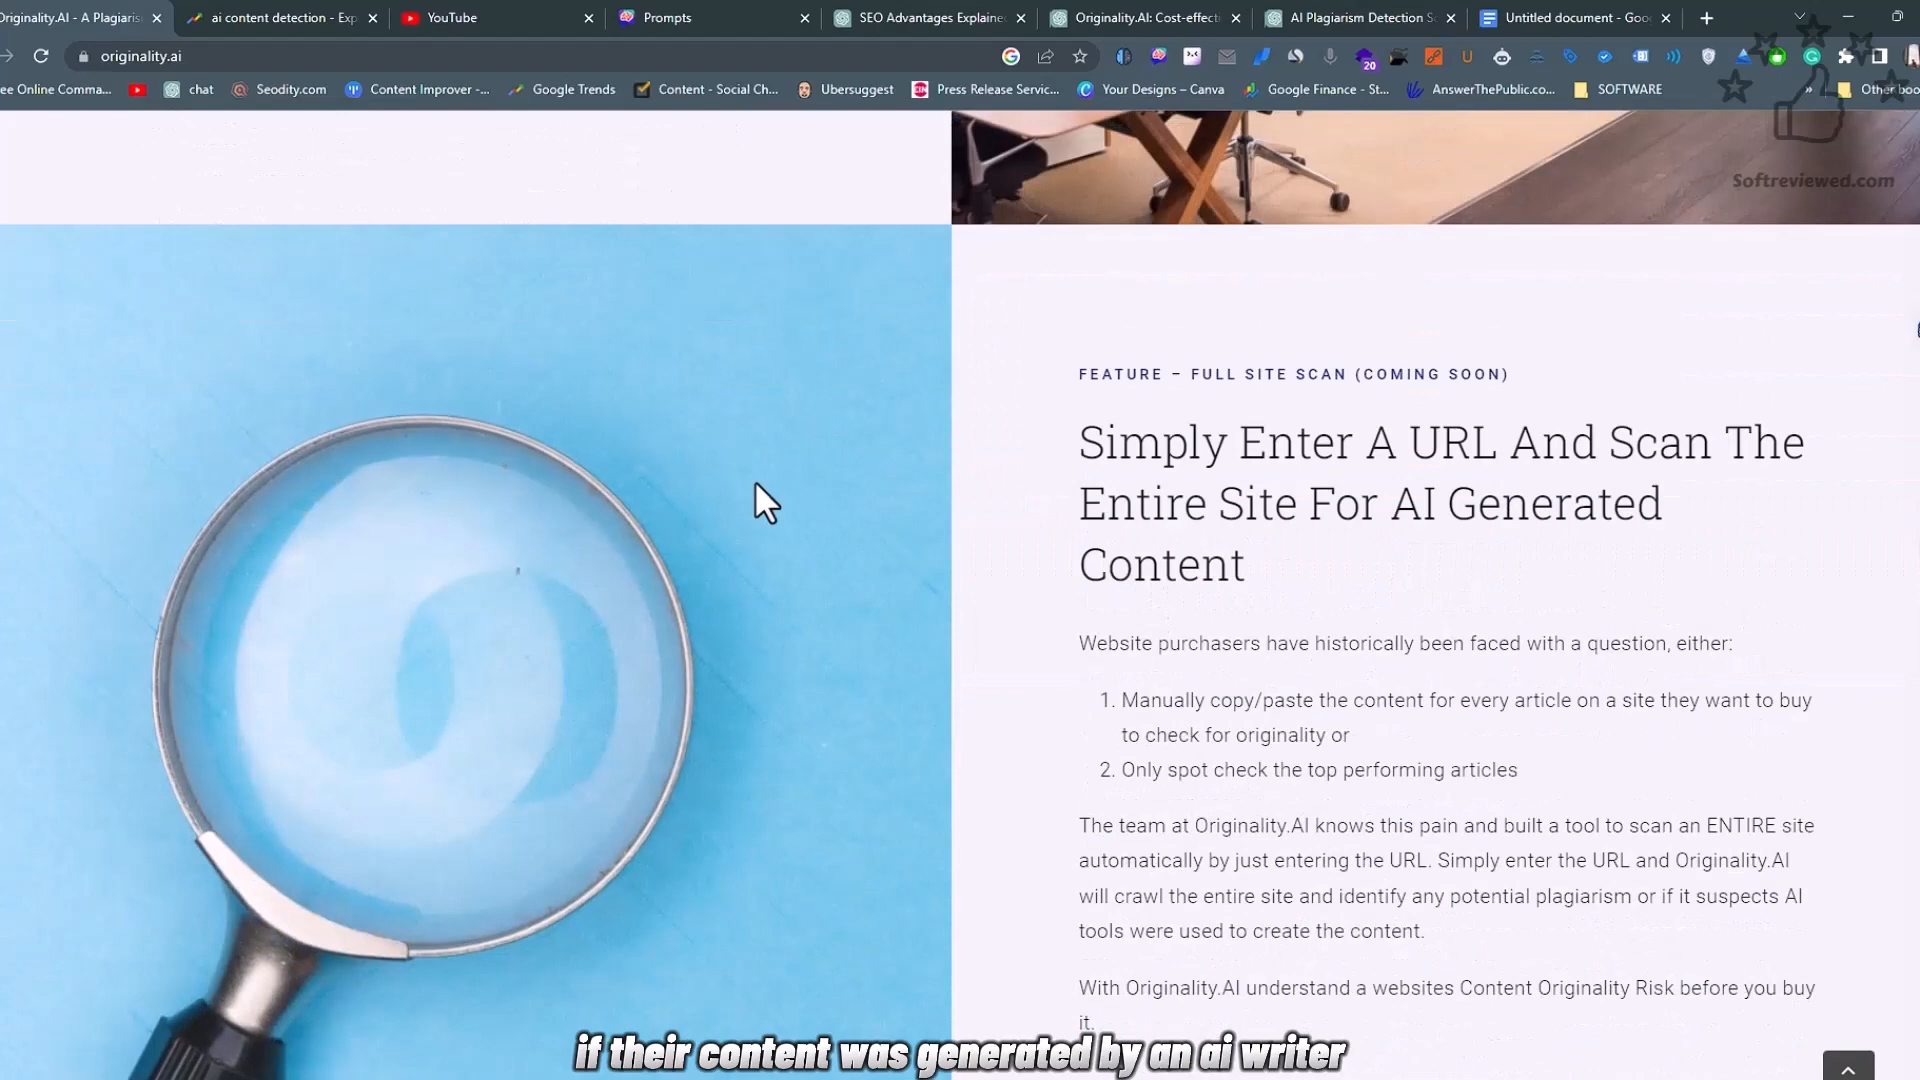 Originality.AI - A Plagiaris
ai content detection - Exp
YouTube
Prompts
SEO Advantages Explaine
Originality.AI: Cost-effecti
AI Plagiarism Detection S
Untitled document - Goo
originality.ai
20
ee Online Comma...
chat
Seodity.com
Content Improver -...
Google Trends
Content - Social Ch...
Ubersuggest
Press Release Servic...
Your Designs – Canva
Google Finance - St...
AnswerThePublic.co...
SOFTWARE
»
Other boo
Softreviewed.com
FEATURE – FULL SITE SCAN (COMING SOON)
Simply Enter A URL And Scan The
Entire Site For AI Generated
Content
Website purchasers have historically been faced with a question, either:
1. Manually copy/paste the content for every article on a site they want to buy
to check for originality or
2. Only spot check the top performing articles
The team at Originality.AI knows this pain and built a tool to scan an ENTIRE site
automatically by just entering the URL. Simply enter the URL and Originality.AI
will crawl the entire site and identify any potential plagiarism or if it suspects AI
tools were used to create the content.
With Originality.AI understand a websites Content Originality Risk before you buy
it.
if their content was generated by an ai writer